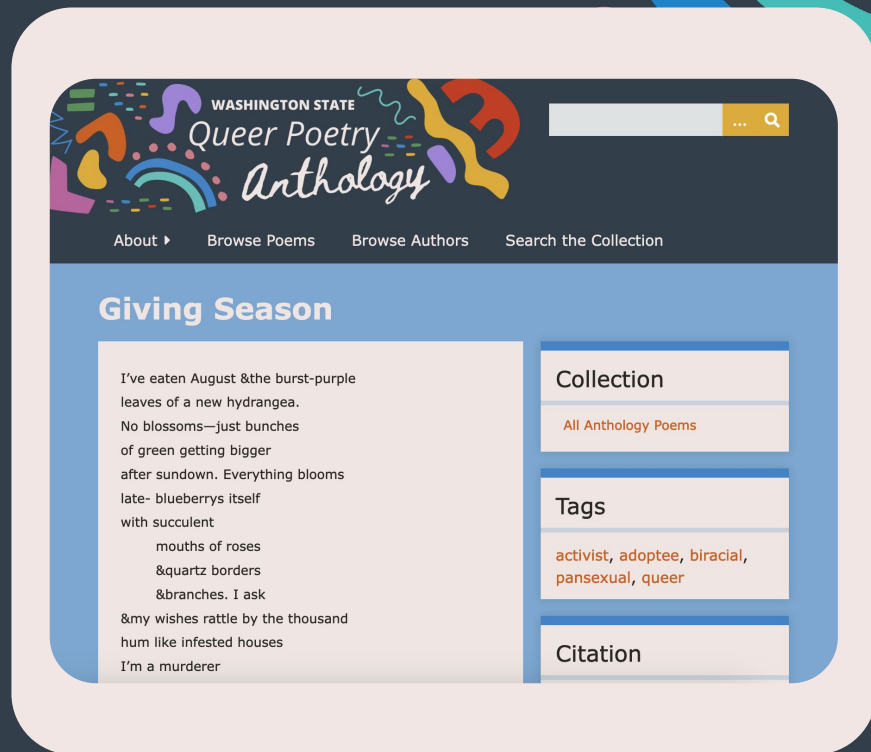 WASHINGTON STATE
Queer Poetry
Anthology
...
About
Browse Poems
Browse Authors
Search the Collection
Giving Season
I’ve eaten August &the burst-purple
leaves of a new hydrangea.
No blossoms—just bunches
of green getting bigger
after sundown. Everything blooms
late- blueberrys itself
with succulent
mouths of roses
&quartz borders
&branches. I ask
&my wishes rattle by the thousand
hum like infested houses
I’m a murderer
Collection
All Anthology Poems
Tags
activist, adoptee, biracial,
pansexual, queer
Citation